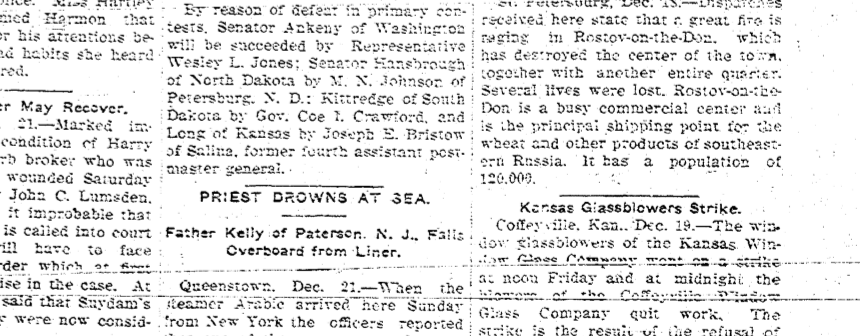 nce. Miss Hartley
nied Harmon that
r his attentions be-
d habits she heard
red.
er May Recover.
21.—Marked im-
condition of Harry
rb broker who was
wounded Saturday
John C. Lumsden,
it improbable that
is called into court
ill have to face
rder which at first
ise in the case. At
said that Suydam's
y were now consid-
By reason of defeat in primary con-
tests, Senator Ankeny of Washington
will be succeeded by Representative
Wesley L. Jones; Senator Hansbrough
of North Dakota by M. N. Johnson of
Petersburg, N. D.; Kittredge of South
Dakota by Gov. Coe I. Crawford, and
Long of Kansas by Joseph E. Bristow
of Salina, former fourth assistant post-
master general.
PRIEST DROWNS AT SEA.
Father Kelly of Paterson, N. J., Falls
Overboard from Liner.
Queenstown, Dec. 21.—When the
steamer Arabic arrived here Sunday
from New York the officers reported
St. Petersburg, Dec. 18.—Dispatches
received here state that a great fire is
raging in Rostov-on-the-Don, which
has destroyed the center of the town,
together with another entire quarter.
Several lives were lost. Rostov-on-the-
Don is a busy commercial center and
is the principal shipping point for the
wheat and other products of southeast-
ern Russia. It has a population of
120,000.
Kansas Glassblowers Strike.
Coffeyville, Kan., Dec. 19.—The win-
dow glassblowers of the Kansas Win-
dow Glass Company went on a strike
at noon Friday and at midnight the
blowers of the Coffeyville Window
Glass Company quit work. The
strike is the result of the refusal of